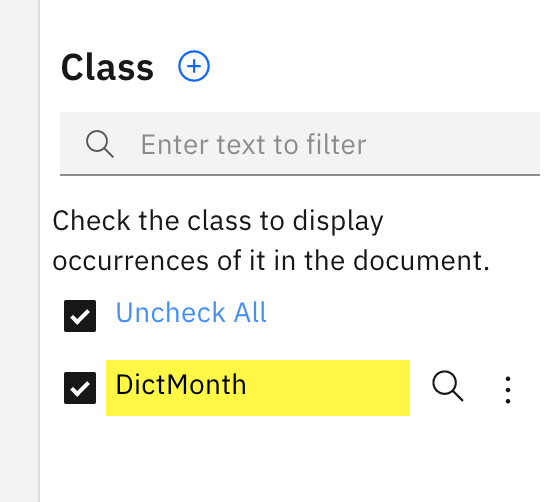 Class
Enter text to filter
Check the class to display
occurrences of it in the document.
Uncheck All
DictMonth